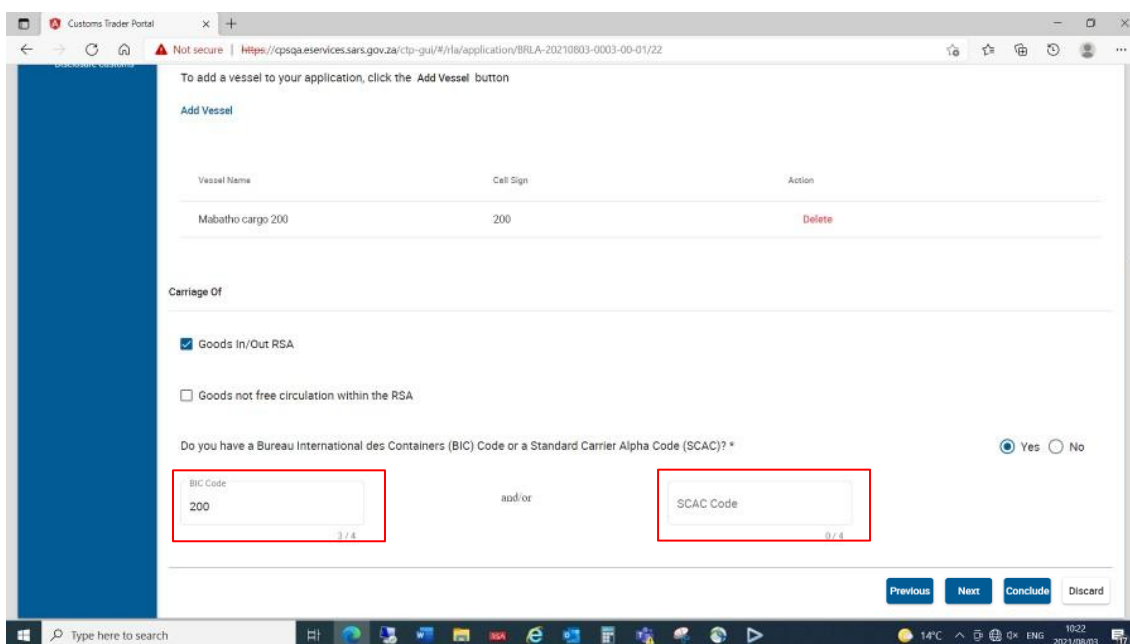 Customs Trader Portal
Not secure | https://cpsqa.eservices.sars.gov.za/ctp-gui/#/rla/application/BRLA-20210803-0003-00-01/22
Disclosure Customs
To add a vessel to your application, click the Add Vessel button
Add Vessel
Vessel Name Call Sign Action
Mabatho cargo 200 200 Delete
Carriage Of
Goods In/Out RSA
Goods not free circulation within the RSA
Do you have a Bureau International des Containers (BIC) Code or a Standard Carrier Alpha Code (SCAC)? * Yes No
BIC Code
200 and/or SCAC Code
3 / 4 0 / 4
Previous Next Conclude Discard
Type here to search 14°C ENG 10:22
2021/08/03